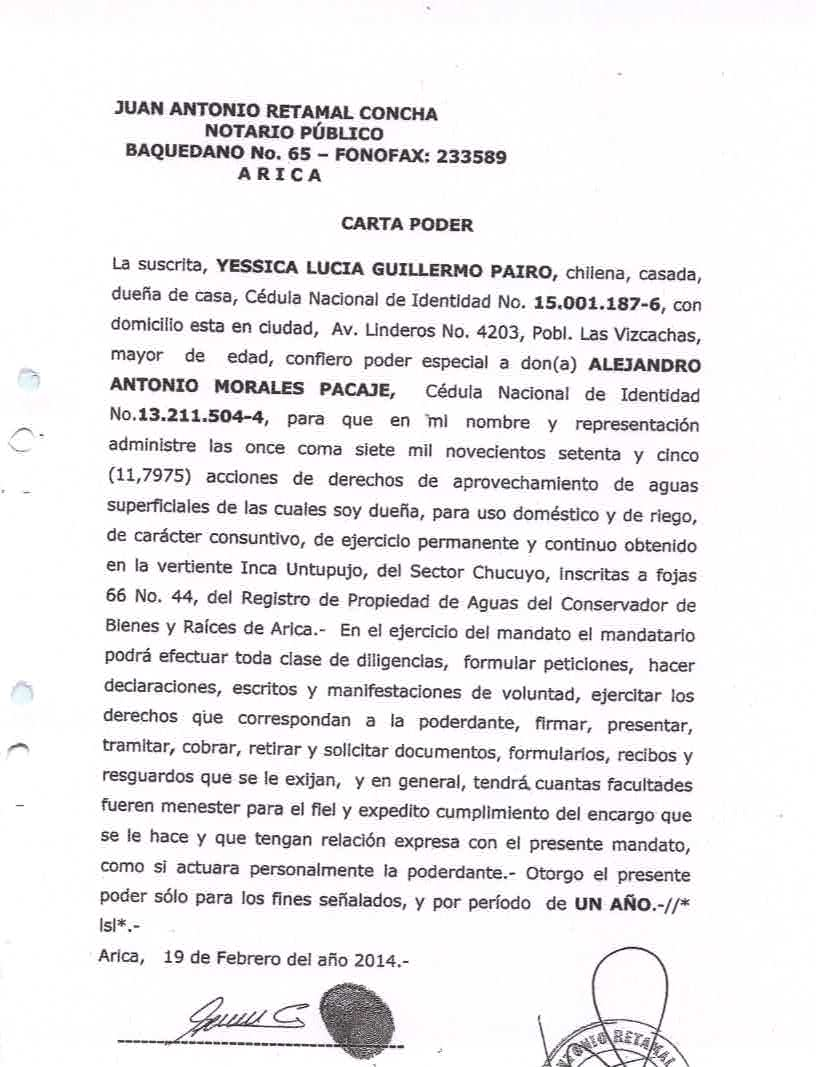 JUAN ANTONIO RETAMAL CONCHA
NOTARIO PÚBLICO
BAQUEDANO No. 65 – FONOFAX: 233589
A R I C A
CARTA PODER
La suscrita, YESSICA LUCIA GUILLERMO PAIRO, chilena, casada,
dueña de casa, Cédula Nacional de Identidad No. 15.001.187-6, con
domicilio esta en ciudad, Av. Linderos No. 4203, Pobl. Las Vizcachas,
mayor de edad, confiero poder especial a don(a) ALEJANDRO
ANTONIO MORALES PACAJE, Cédula Nacional de Identidad
No.13.211.504-4, para que en mi nombre y representación
administre las once coma siete mil novecientos setenta y cinco
(11,7975) acciones de derechos de aprovechamiento de aguas
superficiales de las cuales soy dueña, para uso doméstico y de riego,
de carácter consuntivo, de ejercicio permanente y continuo obtenido
en la vertiente Inca Untupujo, del Sector Chucuyo, inscritas a fojas
66 No. 44, del Registro de Propiedad de Aguas del Conservador de
Bienes y Raíces de Arica.- En el ejercicio del mandato el mandatario
podrá efectuar toda clase de diligencias, formular peticiones, hacer
declaraciones, escritos y manifestaciones de voluntad, ejercitar los
derechos que correspondan a la poderdante, firmar, presentar,
tramitar, cobrar, retirar y solicitar documentos, formularios, recibos y
resguardos que se le exijan, y en general, tendrá cuantas facultades
fueren menester para el fiel y expedito cumplimiento del encargo que
se le hace y que tengan relación expresa con el presente mandato,
como si actuara personalmente la poderdante.- Otorgo el presente
poder sólo para los fines señalados, y por período de UN AÑO.-//*
lsl*.-
Arica, 19 de Febrero del año 2014.-
ANTONIO RETAMAL